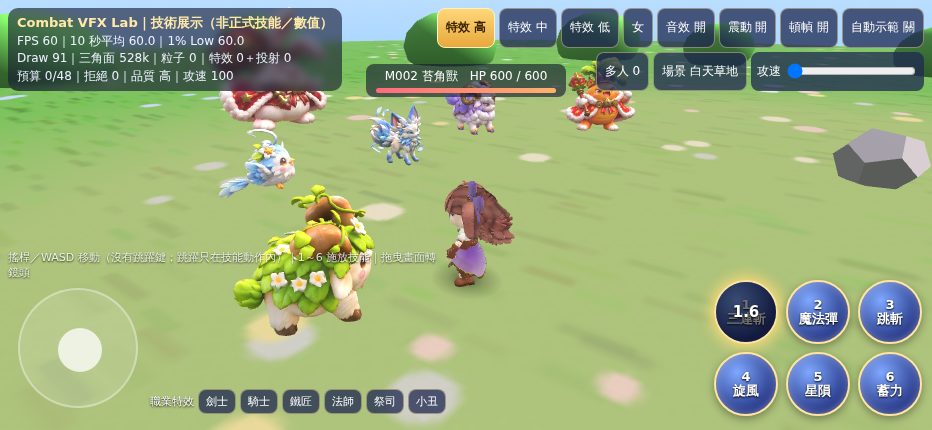 Combat VFX Lab｜技術展示（非正式技能／數值）
FPS 60｜10 秒平均 60.0｜1% Low 60.0
Draw 91｜三角面 528k｜粒子 0｜特效 0＋投射 0
預算 0/48｜拒絕 0｜品質 高｜攻速 100
特效 高
特效 中
特效 低
女
音效 開
震動 開
頓幀 開
自動示範 關
M002 苔角獸 HP 600 / 600
多人 0
場景 白天草地
攻速
搖桿／WASD 移動（沒有跳躍鍵；跳躍只在技能動作內）｜1～6 施放技能｜拖曳畫面轉
鏡頭
1
三連斬
1.6
2
魔法彈
3
跳斬
4
旋風
5
星隕
6
蓄力
職業特效
劍士
騎士
鐵匠
法師
祭司
小丑